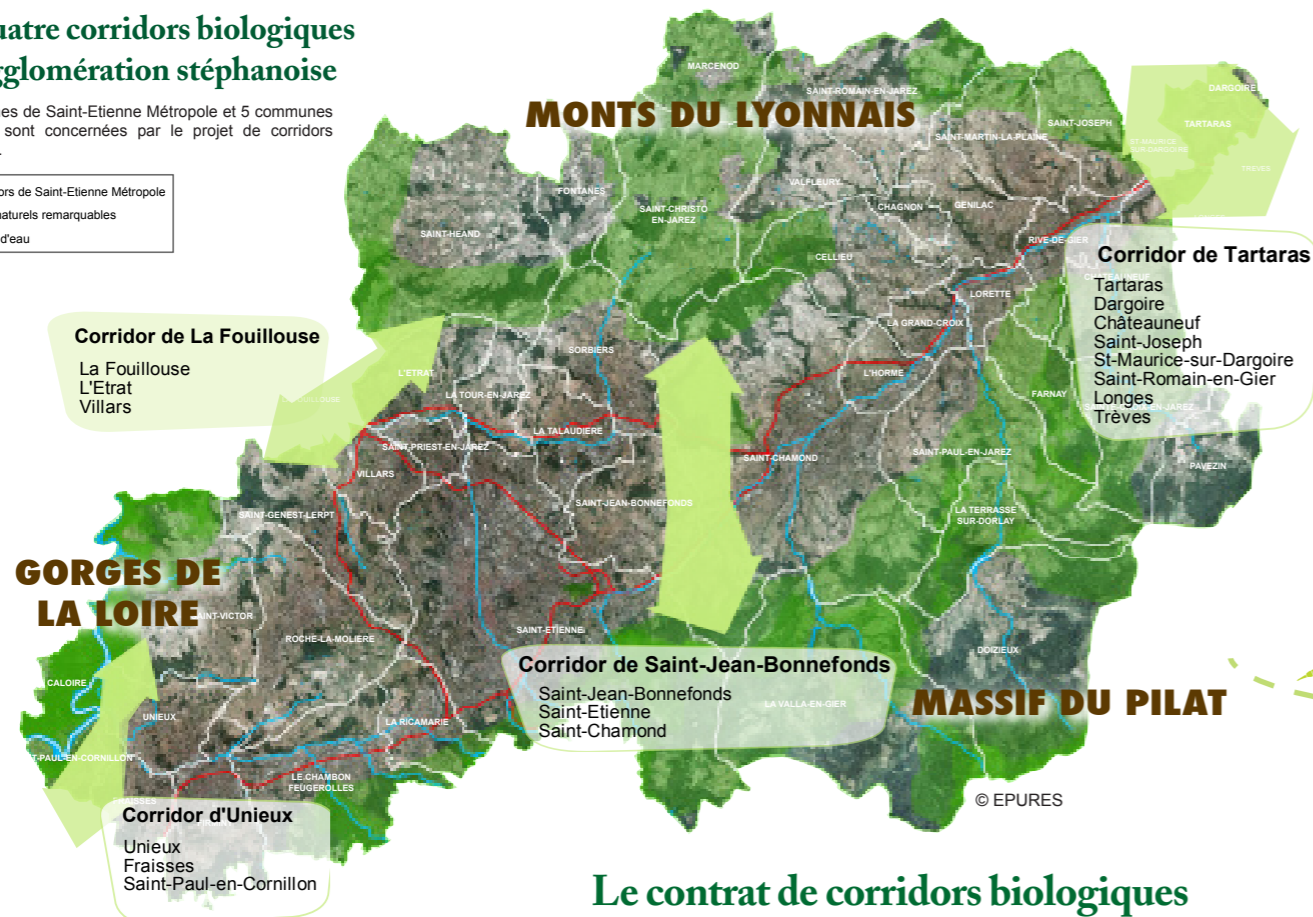 uatre corridors biologiques
gglomération stéphanoise
es de Saint-Etienne Métropole et 5 communes
sont concernées par le projet de corridors
ors de Saint-Etienne Métropole
naturels remarquables
d'eau
MONTS DU LYONNAIS
MARCENOD
SAINT-ROMAIN-EN-JAREZ
SAINT-MARTIN-LA-PLAINE
SAINT-JOSEPH
DARGOIRE
TARTARAS
ST-MAURICE
SUR-DARGOIRE
TREVES
FONTANES
SAINT-HEAND
SAINT-CHRISTO
EN-JAREZ
VALFLEURY
CHAGNON
GENILAC
CELLIEU
RIVE-DE-GIER
LORETTE
LA GRAND-CROIX
L'HORME
FARNAY
PAVEZIN
Corridor de Tartaras
Tartaras
Dargoire
Châteauneuf
Saint-Joseph
St-Maurice-sur-Dargoire
Saint-Romain-en-Gier
Longes
Trèves
Corridor de La Fouillouse
La Fouillouse
L'Etrat
Villars
L'ETRAT
SORBIERS
LA TOUR-EN-JAREZ
LA TALAUDIERE
SAINT-PRIEST-EN-JAREZ
VILLARS
SAINT-CHAMOND
SAINT-PAUL-EN-JAREZ
SAINT-JEAN-BONNEFONDS
SAINT-GENEST-LERPT
LA TERRASSE
SUR-DORLAY
GORGES DE
LA LOIRE
SAINT-VICTOR
ROCHE-LA-MOLIERE
SAINT-ETIENNE
DOIZIEUX
CALOIRE
UNIEUX
LA RICAMARIE
LA VALLA-EN-GIER
T-PAUL-EN-CORNILLON
FRAISSES
LE CHAMBON
FEUGEROLLES
Corridor de Saint-Jean-Bonnefonds
Saint-Jean-Bonnefonds
Saint-Etienne
Saint-Chamond
MASSIF DU PILAT
Corridor d'Unieux
Unieux
Fraisses
Saint-Paul-en-Cornillon
© EPURES
Le contrat de corridors biologiques